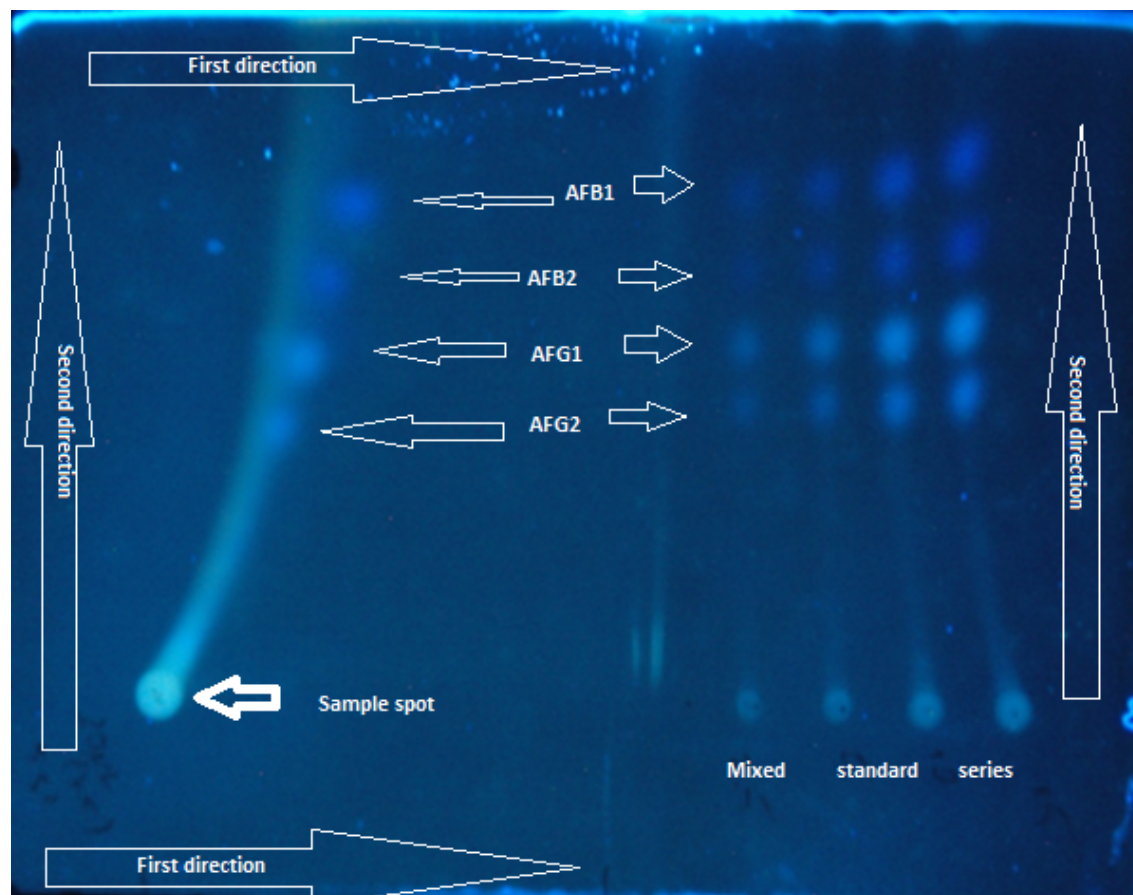 First direction
AFB1
AFB2
AFG1
AFG2
Second direction
Second direction
Sample spot
Mixed standard series
First direction